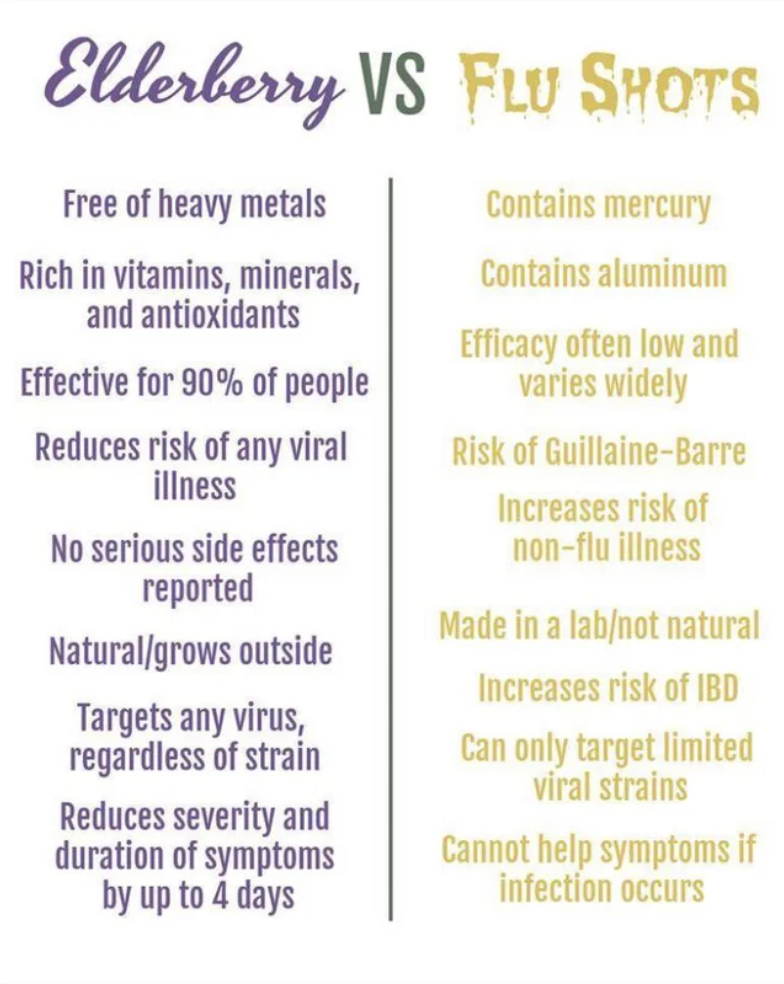 Elderberry VS FLU SHOTS
Free of heavy metals
Rich in vitamins, minerals,
and antioxidants
Effective for 90% of people
Reduces risk of any viral
illness
No serious side effects
reported
Natural/grows outside
Targets any virus,
regardless of strain
Reduces severity and
duration of symptoms
by up to 4 days
Contains mercury
Contains aluminum
Efficacy often low and
varies widely
Risk of Guillaine-Barre
Increases risk of
non-flu illness
Made in a lab/not natural
Increases risk of IBD
Can only target limited
viral strains
Cannot help symptoms if
infection occurs